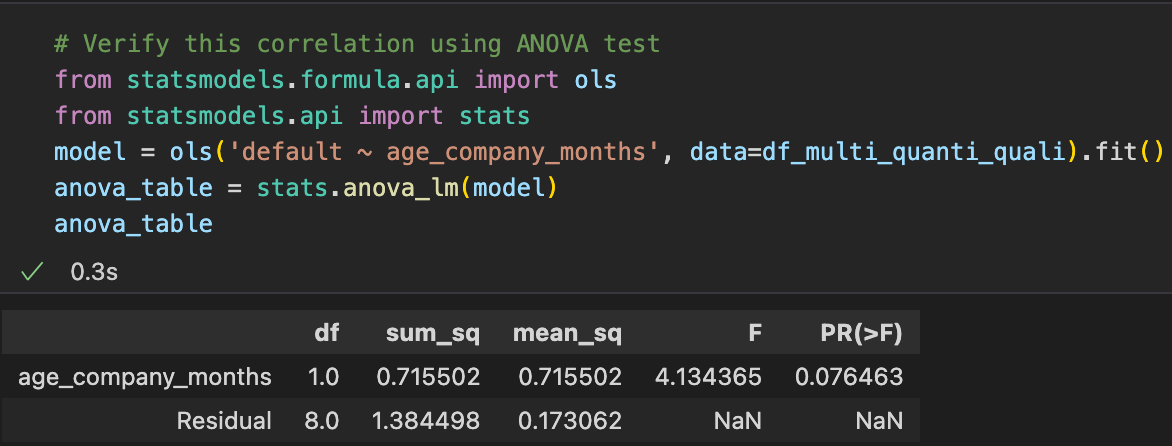 # Verify this correlation using ANOVA test
from statsmodels.formula.api import ols
from statsmodels.api import stats
model = ols('default ~ age_company_months', data=df_multi_quanti_quali).fit()
anova_table = stats.anova_lm(model)
anova_table
0.3s
df sum_sq mean_sq F PR(>F)
age_company_months 1.0 0.715502 0.715502 4.134365 0.076463
Residual 8.0 1.384498 0.173062 NaN NaN